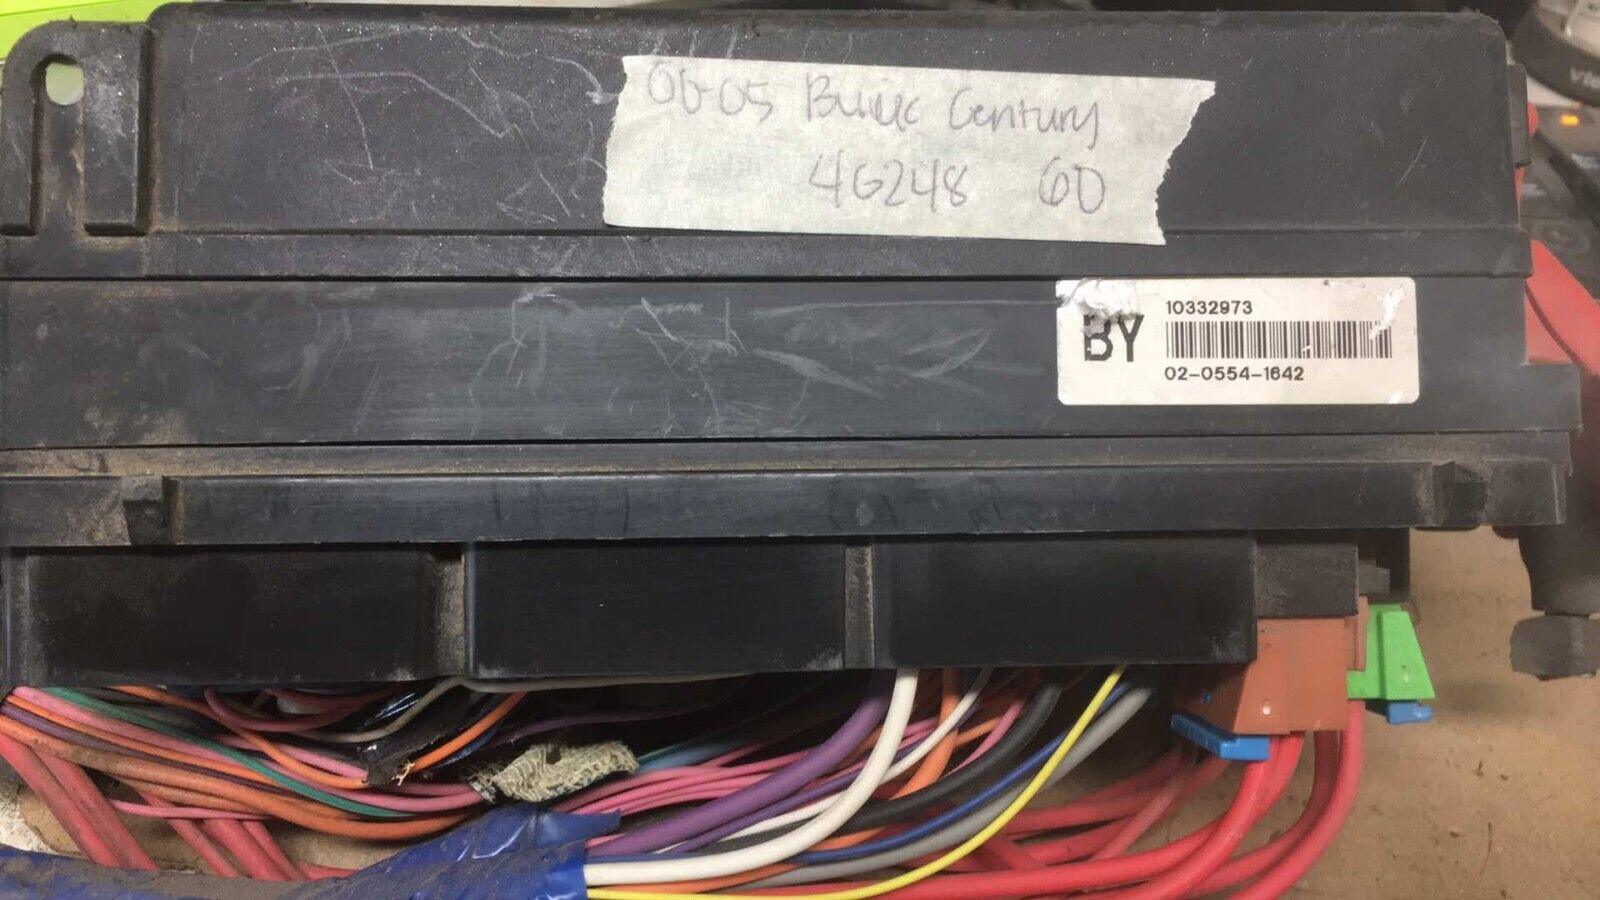 00-05 Buick Century
4G248 60
BY
10332973
02-0554-1642